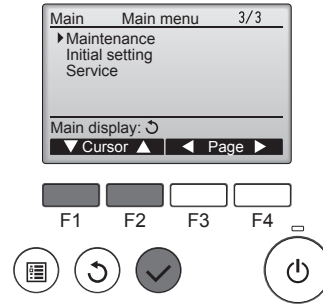 Main Main menu 3/3
Maintenance
Initial setting
Service
Main display:
Cursor Page
F1 F2 F3 F4